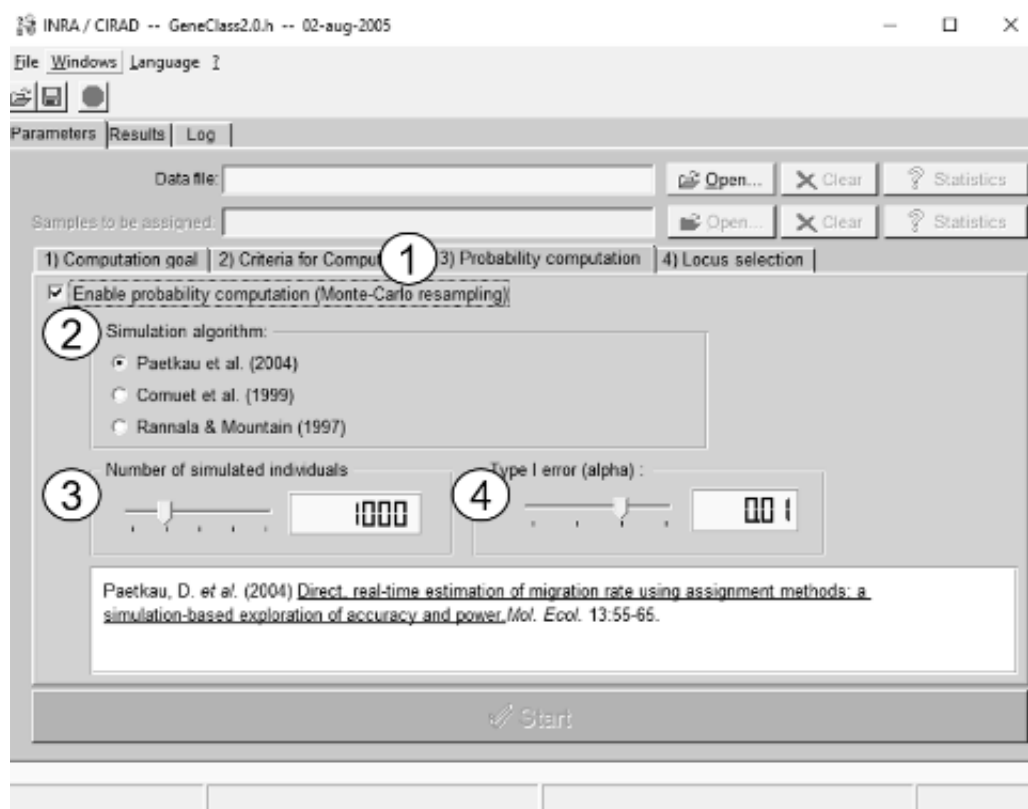 INRA / CIRAD -- GeneClass2.0.h -- 02-aug-2005
File Windows Language ?
Parameters Results Log
Data file: Open... Clear Statistics
Samples to be assigned: Open... Clear Statistics
1) Computation goal 2) Criteria for Comput 1 3) Probability computation 4) Locus selection
Enable probability computation (Monte-Carlo resampling)
2 Simulation algorithm:
Paetkau et al. (2004)
Cornuet et al. (1999)
Rannala & Mountain (1997)
3 Number of simulated individuals 1000
4 Type I error (alpha) : 0.01
Paetkau, D. et al. (2004) Direct, real-time estimation of migration rate using assignment methods: a
simulation-based exploration of accuracy and power. Mol. Ecol. 13:55-65.
Start